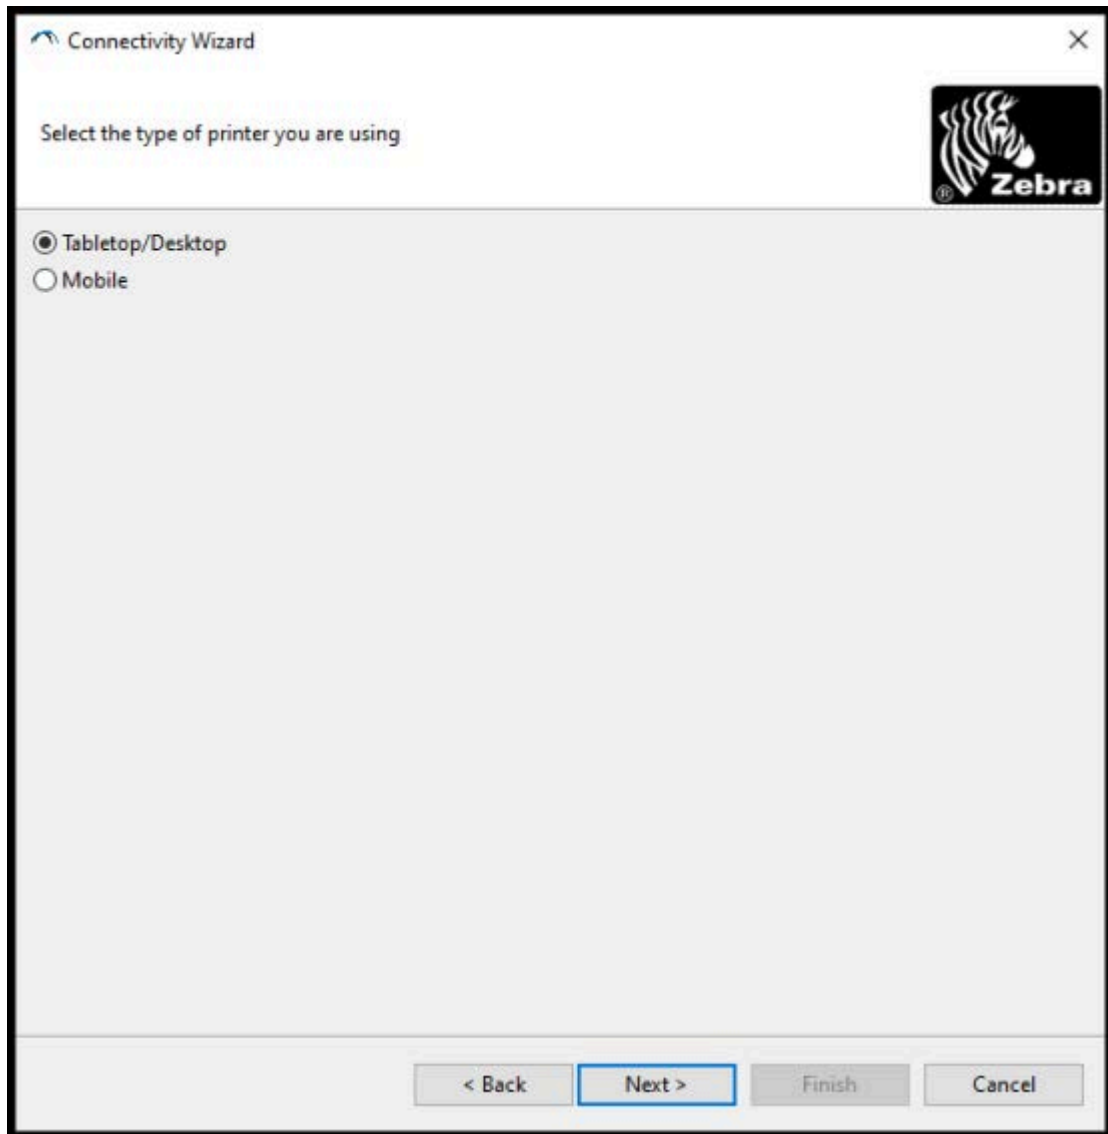 Connectivity Wizard
Select the type of printer you are using
® Zebra
Tabletop/Desktop
Mobile
< Back
Next >
Finish
Cancel